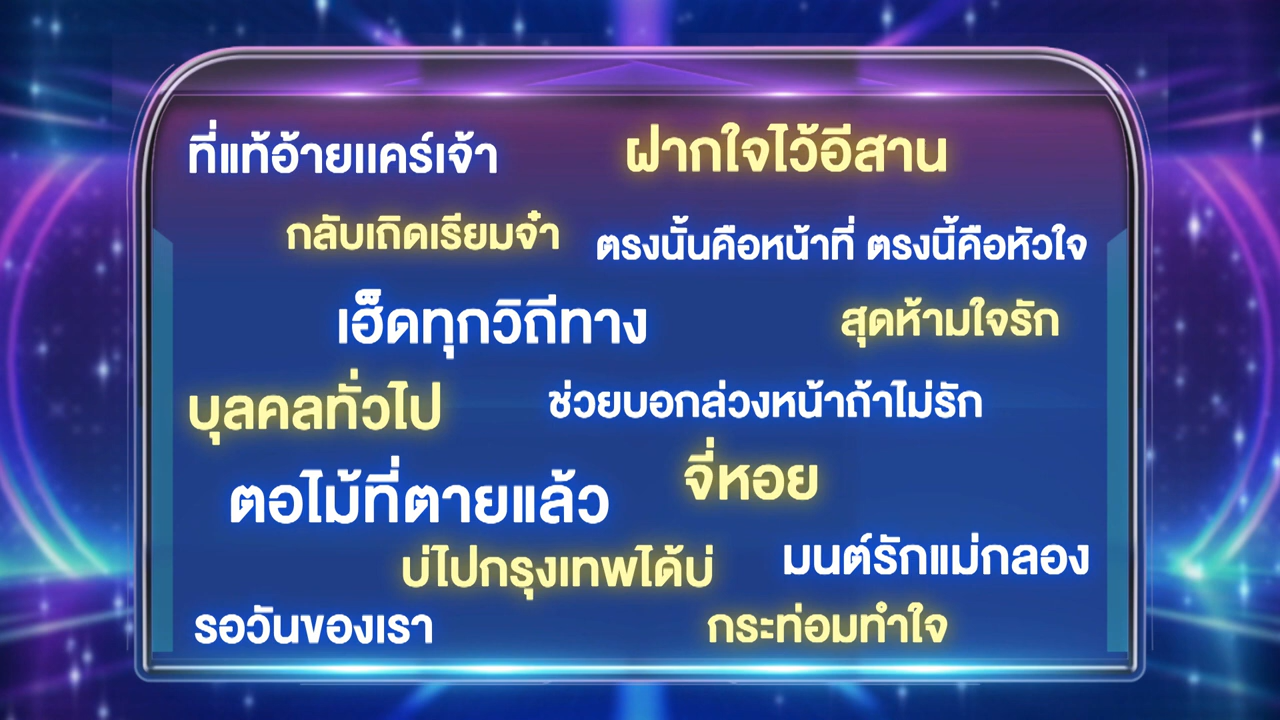 ที่แท้อ้ายแคร์เจ้า
ฝากใจไว้อีสาน
กลับเถิดเรียมจ๋า
ตรงนั้นคือหน้าที่ ตรงนี้คือหัวใจ
เฮ็ดทุกวิถีทาง
สุดห้ามใจรัก
บุลคลทั่วไป
ช่วยบอกล่วงหน้าถ้าไม่รัก
จี่หอย
ตอไม้ที่ตายแล้ว
บ่ไปกรุงเทพได้บ่
มนต์รักแม่กลอง
รอวันของเรา
กระท่อมทำใจ